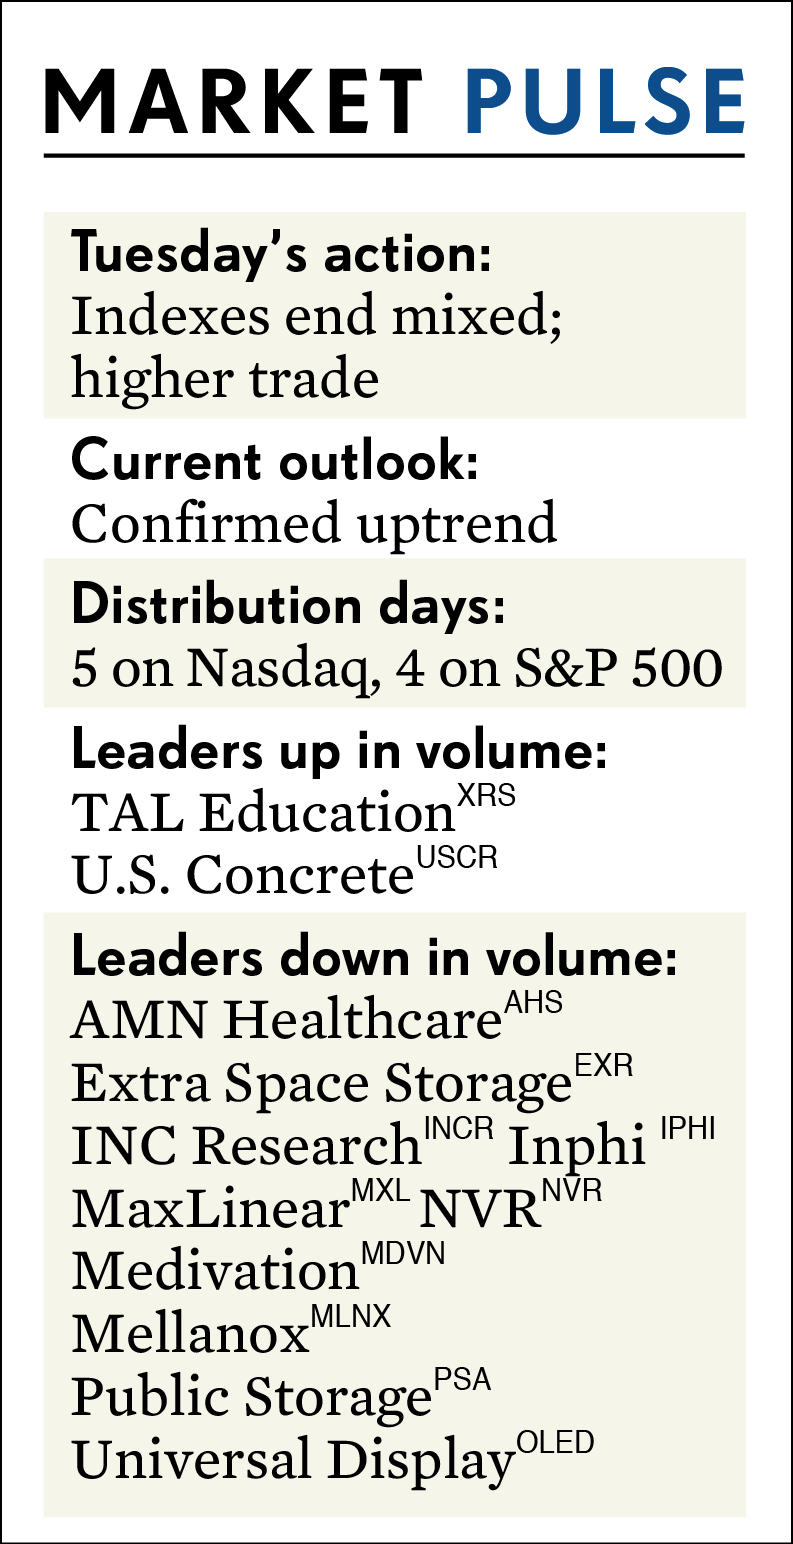 MARKET PULSE
Tuesday’s action:
Indexes end mixed;
higher trade
Current outlook:
Confirmed uptrend
Distribution days:
5 on Nasdaq, 4 on S&P 500
Leaders up in volume:
TAL Education XRS
U.S. Concrete USCR
Leaders down in volume:
AMN Healthcare AHS
Extra Space Storage EXR
INC Research INCR Inphi IPHI
MaxLinear MXL NVR NVR
Medivation MDVN
Mellanox MLNX
Public Storage PSA
Universal Display OLED